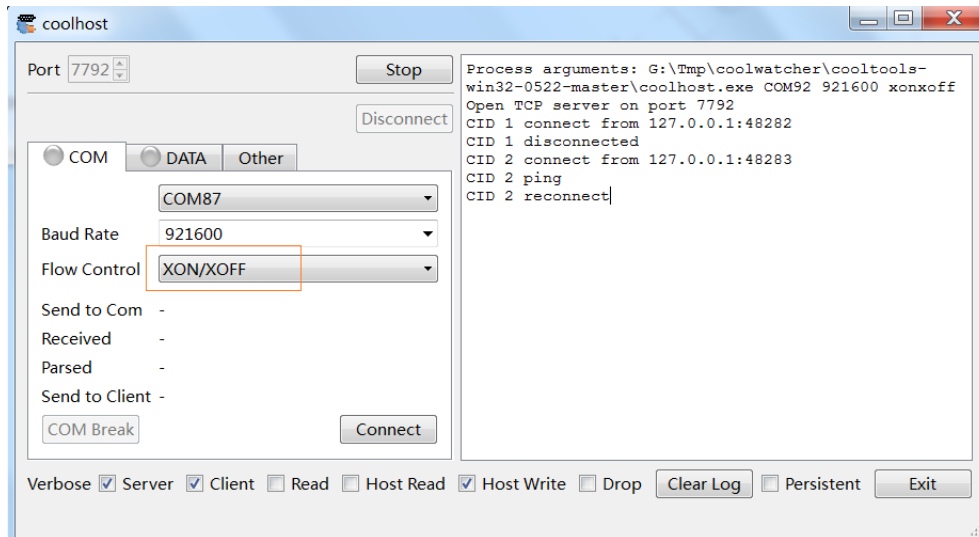 coolhost
Port 7792 Stop
Disconnect
COM DATA Other
COM87
Baud Rate 921600
Flow Control XON/XOFF
Send to Com -
Received -
Parsed -
Send to Client -
COM Break Connect
Process arguments: G:\Tmp\coolwatcher\cooltools-
win32-0522-master\coolhost.exe COM92 921600 xonxoff
Open TCP server on port 7792
CID 1 connect from 127.0.0.1:48282
CID 1 disconnected
CID 2 connect from 127.0.0.1:48283
CID 2 ping
CID 2 reconnect
Verbose Server Client Read Host Read Host Write Drop Clear Log Persistent Exit